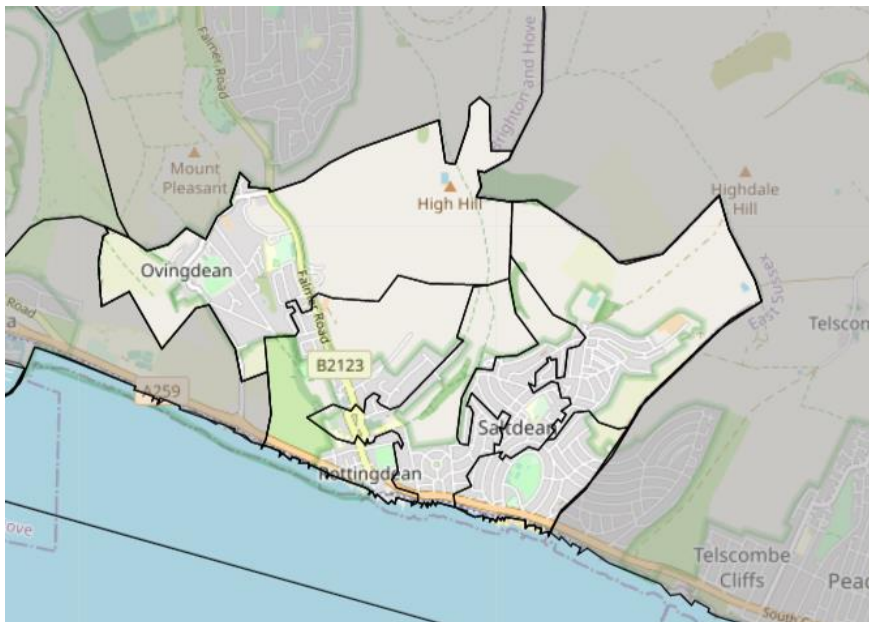 Falmer Road
Brighton and Hove
Mount
Pleasant
High Hill
Highdale
Hill
Ovingdean
Falmer Road
East Sussex
Telscom
Road
a
B2123
A259
Saltdean
Rottingdean
ove
Telscombe
Cliffs
Peac
South C